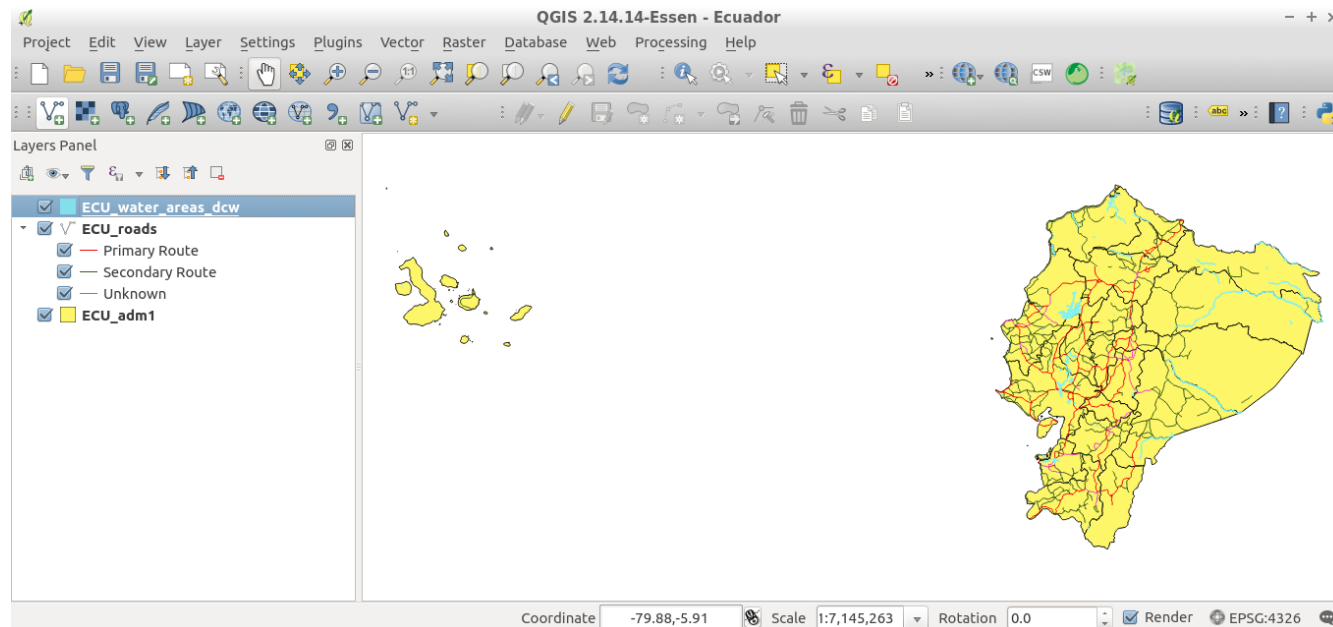 QGIS 2.14.14-Essen - Ecuador
Project Edit View Layer Settings Plugins Vector Raster Database Web Processing Help
1:1
» CSW
abc » ?
Layers Panel
ECU_water_areas_dcw
ECU_roads
Primary Route
Secondary Route
Unknown
ECU_adm1
Coordinate -79.88,-5.91 Scale 1:7,145,263 Rotation 0.0 Render EPSG:4326